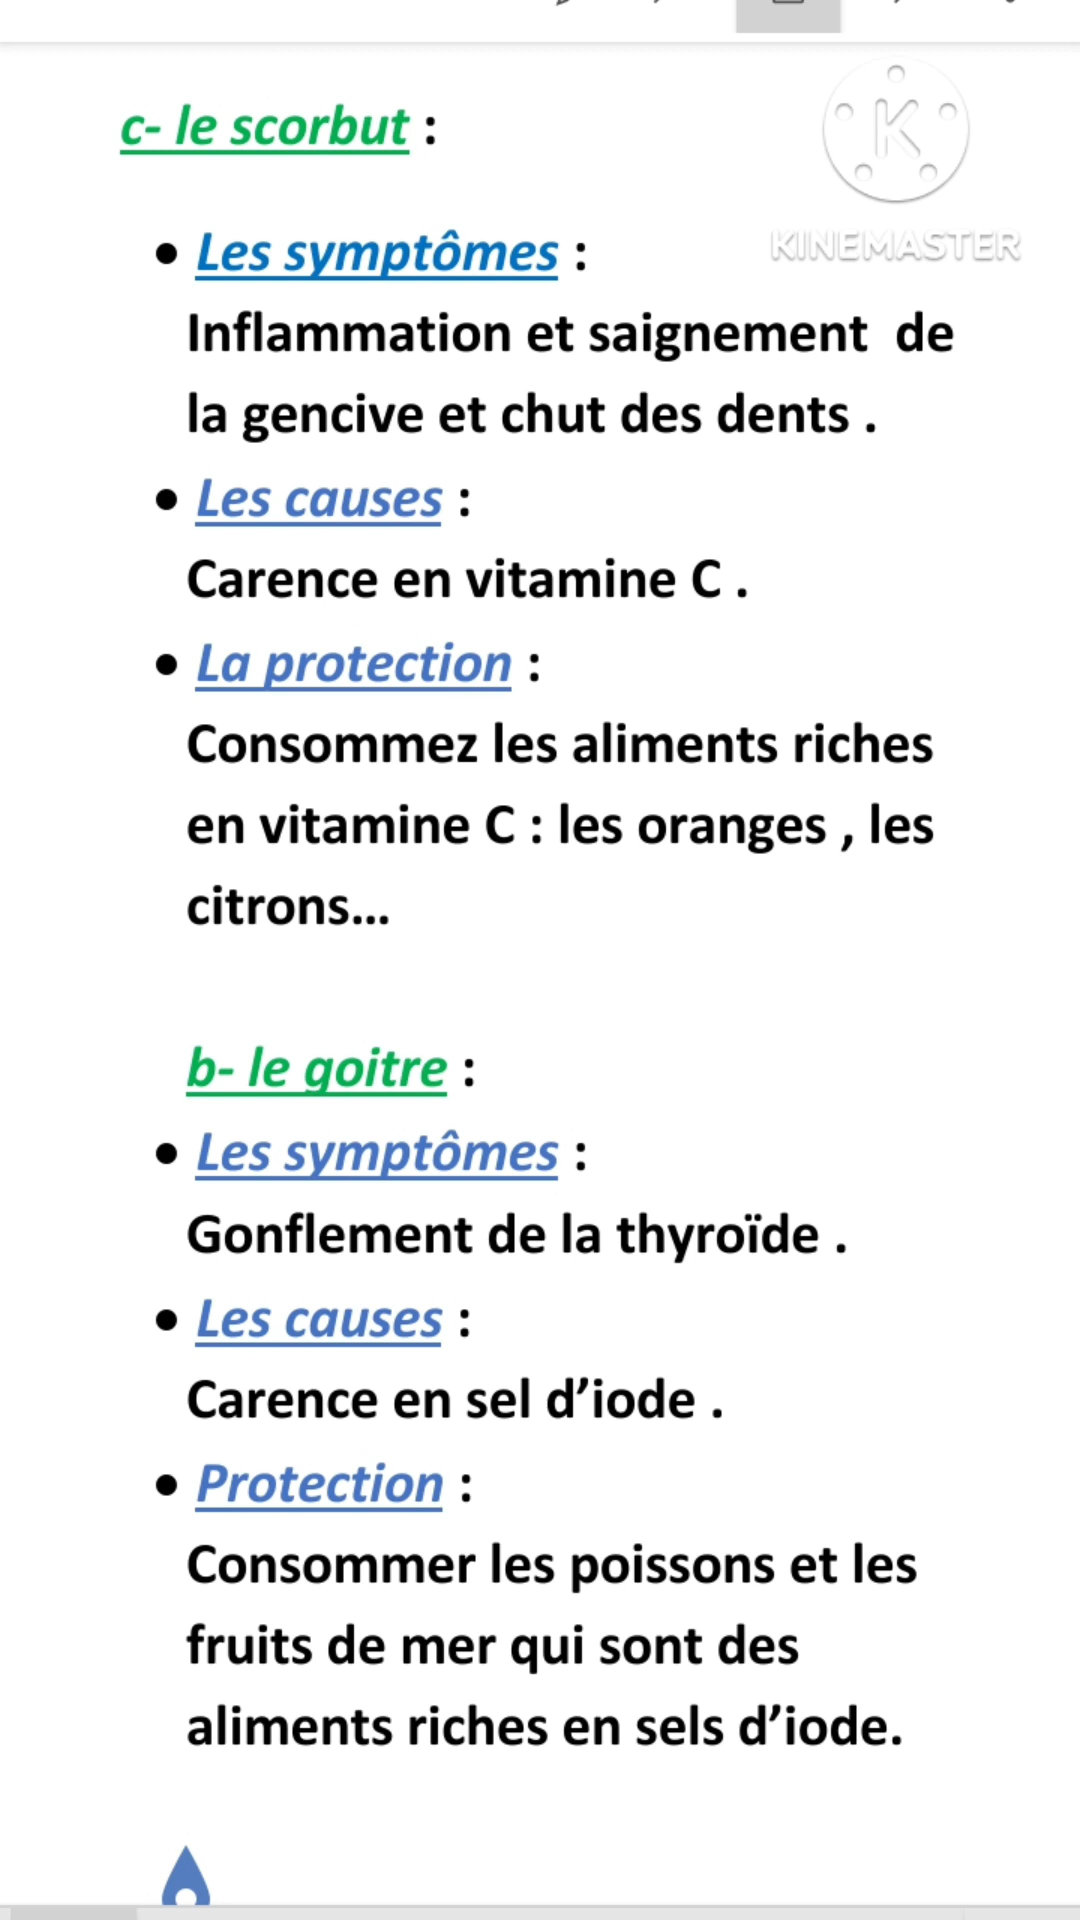 c- le scorbut :
K
KINEMASTER
• Les symptômes :
Inflammation et saignement de
la gencive et chut des dents .
• Les causes :
Carence en vitamine C .
• La protection :
Consommez les aliments riches
en vitamine C : les oranges , les
citrons...
b- le goitre :
• Les symptômes :
Gonflement de la thyroïde .
• Les causes :
Carence en sel d’iode .
• Protection :
Consommer les poissons et les
fruits de mer qui sont des
aliments riches en sels d’iode.